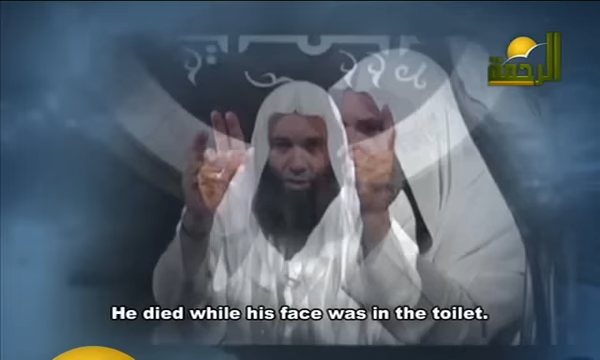 الرحمة
He died while his face was in the toilet.